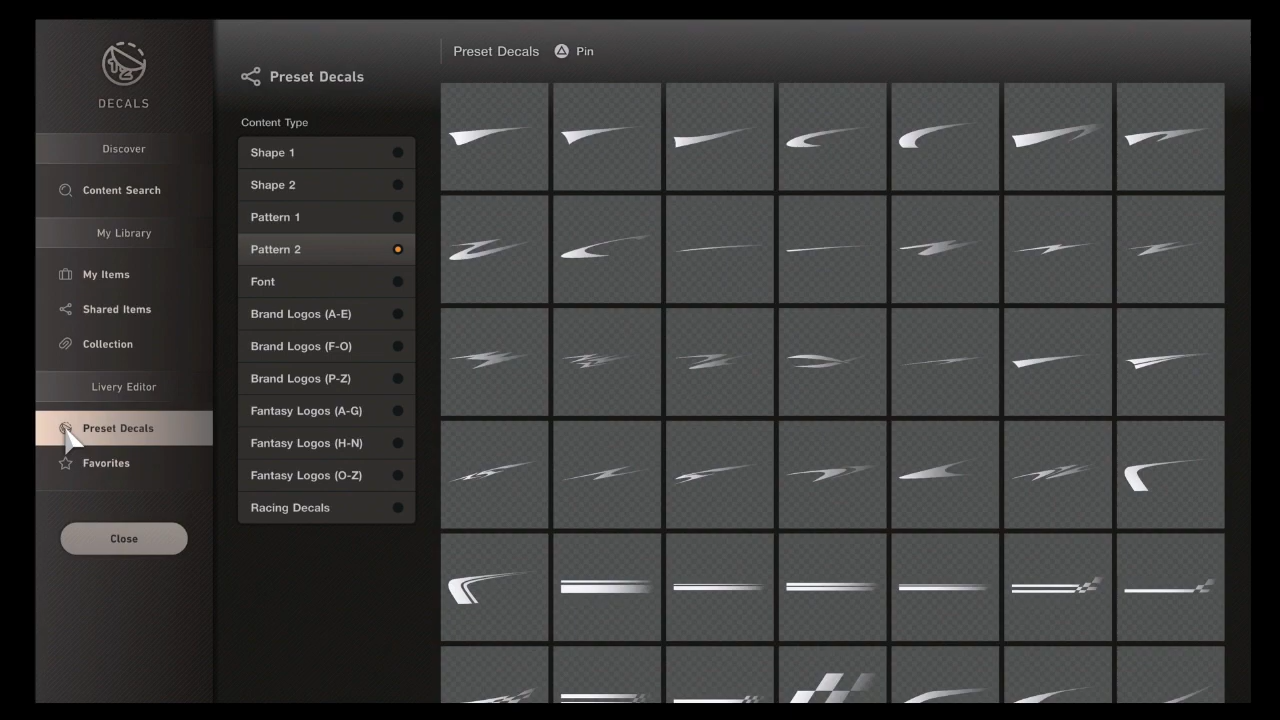 DECALS
Discover
Content Search
My Library
My Items
Shared Items
Collection
Livery Editor
Preset Decals
Favorites
Close
Preset Decals
Content Type
Shape 1
Shape 2
Pattern 1
Pattern 2
Font
Brand Logos (A-E)
Brand Logos (F-O)
Brand Logos (P-Z)
Fantasy Logos (A-G)
Fantasy Logos (H-N)
Fantasy Logos (O-Z)
Racing Decals
Preset Decals Pin